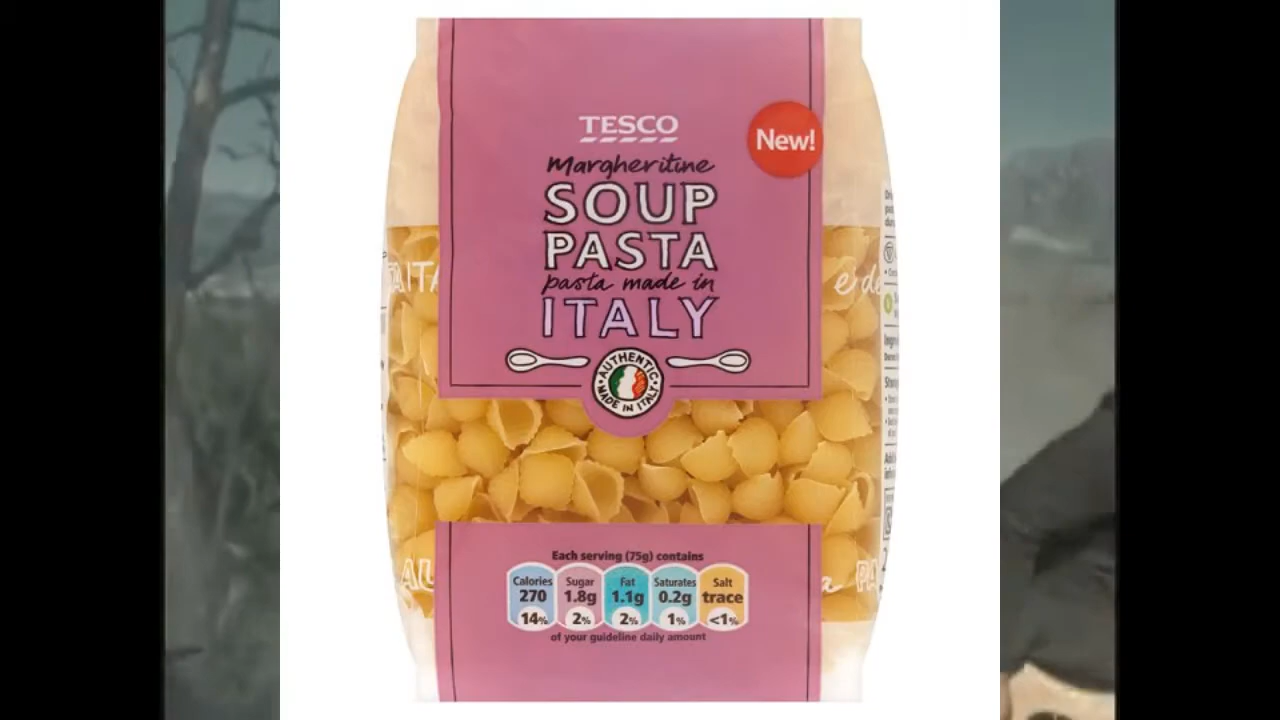 TESCO
New!
Margheritine
SOUP
PASTA
pasta made in
ITALY
AUTHENTIC
MADE IN ITALY
Each serving (75g) contains
Calories Sugar Fat Saturates Salt
270 1.8g 1.1g 0.2g trace
14% 2% 2% 1% <1%
of your guideline daily amount